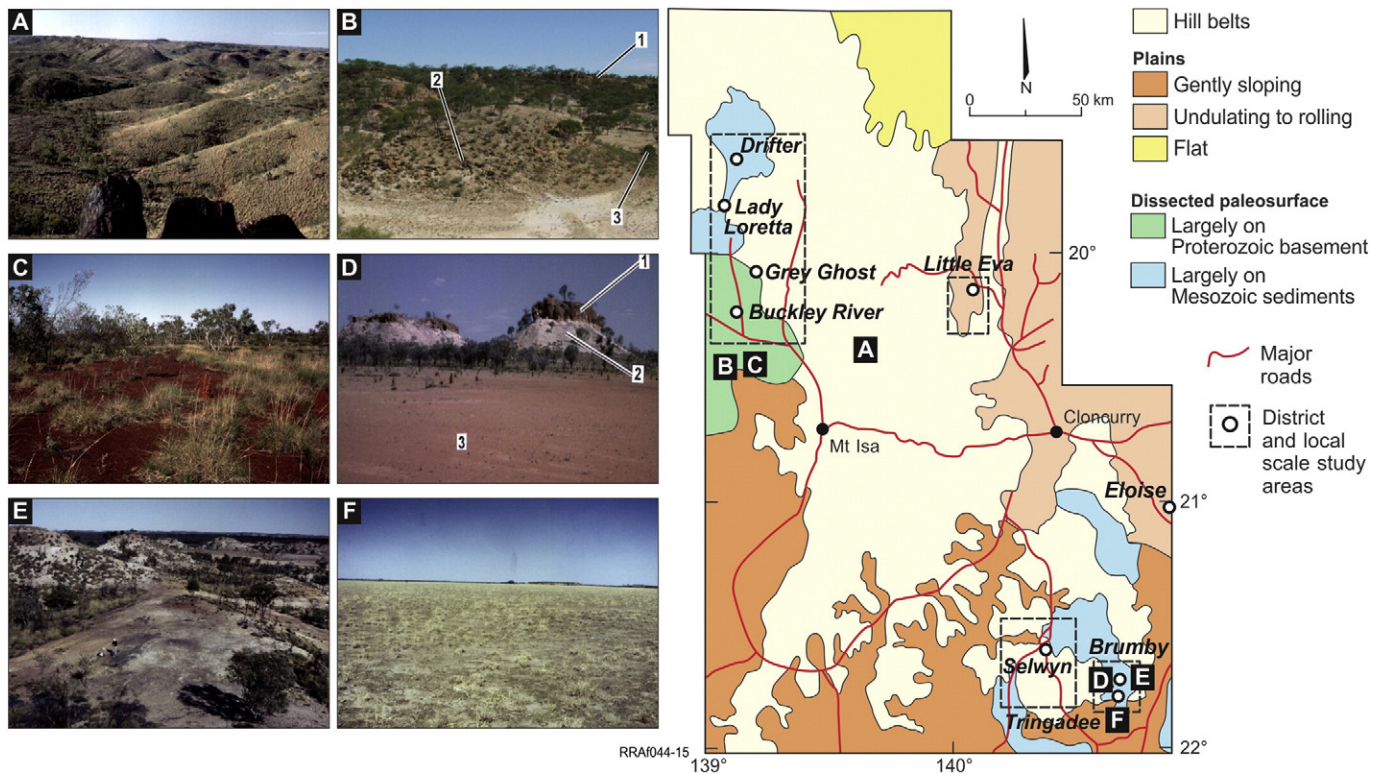 A
B
1
2
3
C
D
1
2
3
E
F
RRAf044-15
Drifter
Lady
Loretta
Grey Ghost
Buckley River
Little Eva
A
B
C
Mt Isa
Cloncurry
Eloise
Selwyn
Brumby
D
E
Tringadee
F
N
0
50 km
20°
21°
22°
139°
140°
Hill belts
Plains
Gently sloping
Undulating to rolling
Flat
Dissected paleosurface
Largely on
Proterozoic basement
Largely on
Mesozoic sediments
Major
roads
District
and local
scale study
areas